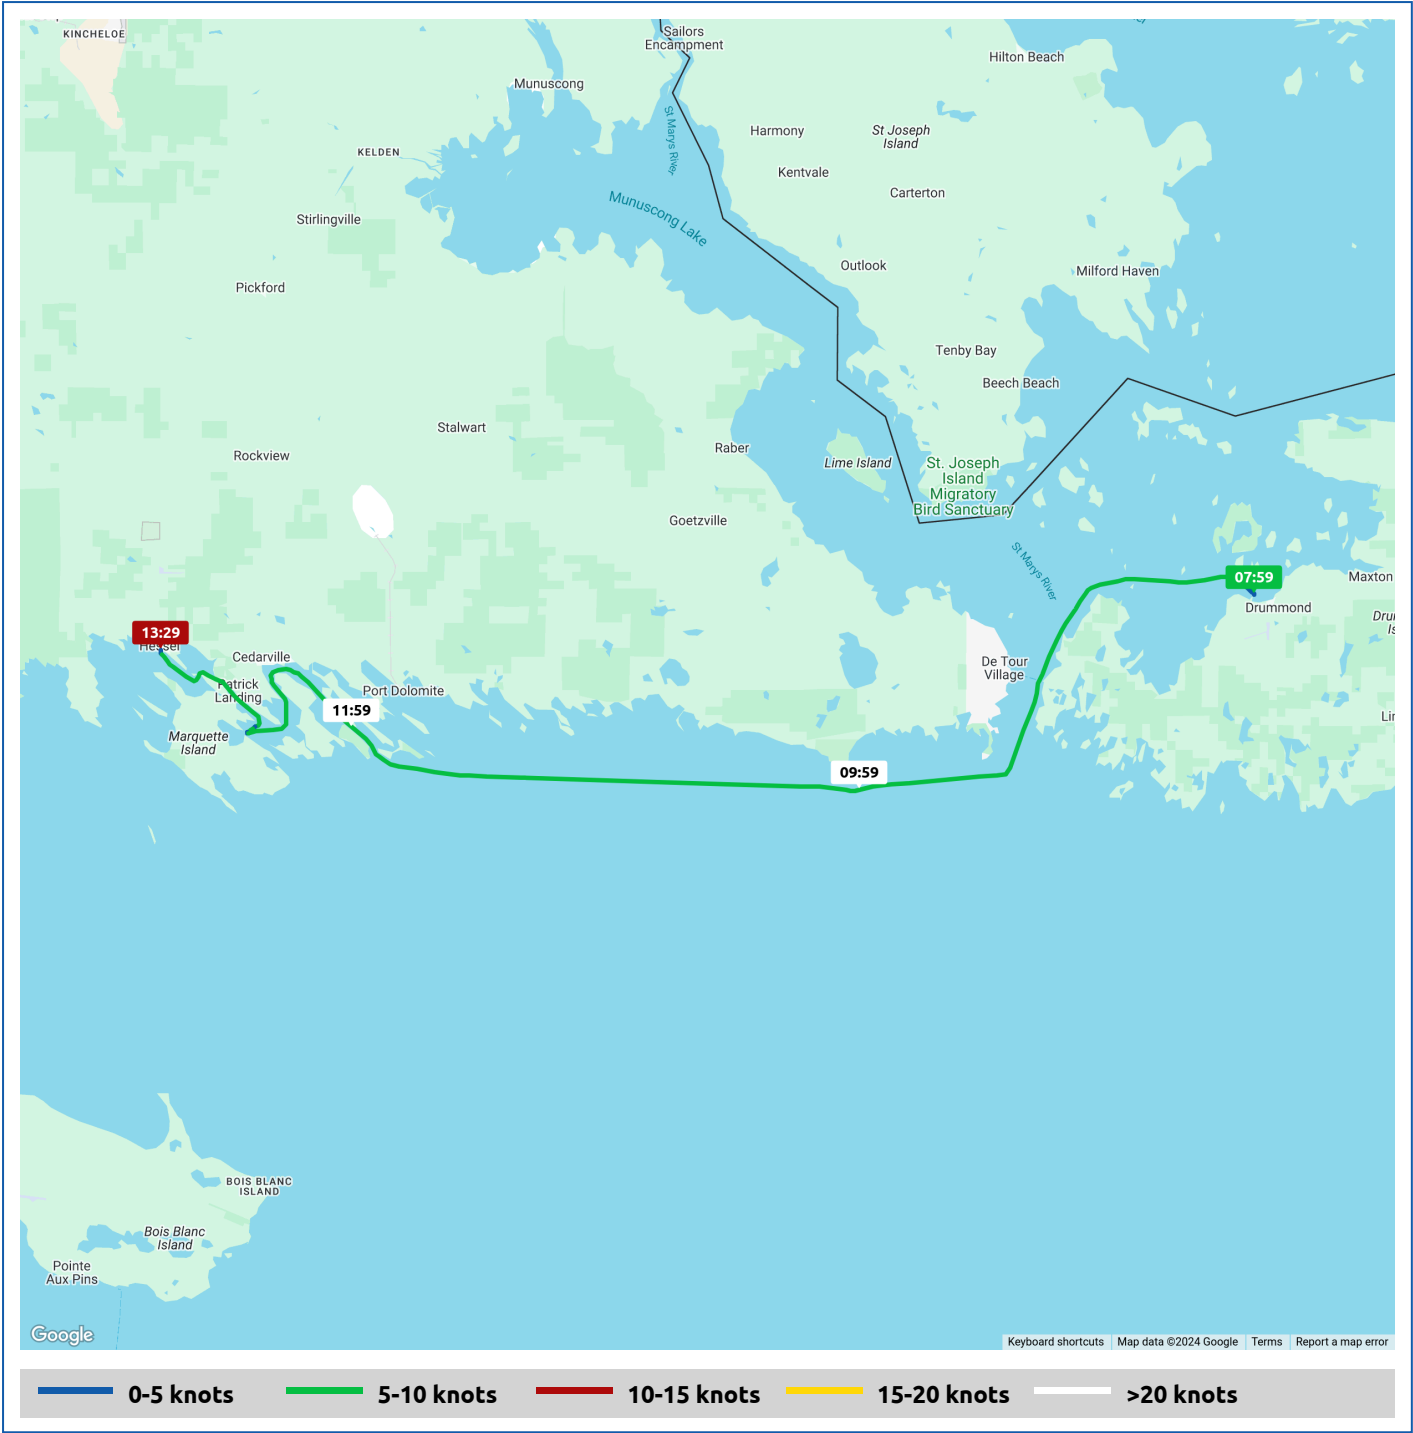 KINCHELOE
Sailors
Encampment
Hilton Beach
Munuscong
St Marys River
Harmony
St Joseph
Island
KELDEN
Kentvale
Carterton
Munuscong Lake
Stirlingville
Outlook
Milford Haven
Pickford
Tenby Bay
Beech Beach
Stalwart
Raber
Rockview
Lime Island
St. Joseph
Island
Migratory
Bird Sanctuary
Goetzville
St Marys River
07:59
Maxton
Drummond
13:29
Hessel
Cedarville
De Tour
Village
Patrick
Landing
Port Dolomite
11:59
Marquette
Island
09:59
BOIS BLANC
ISLAND
Bois Blanc
Island
Pointe
Aux Pins
Google
Keyboard shortcuts
Map data ©2024 Google
Terms
Report a map error
0-5 knots
5-10 knots
10-15 knots
15-20 knots
>20 knots